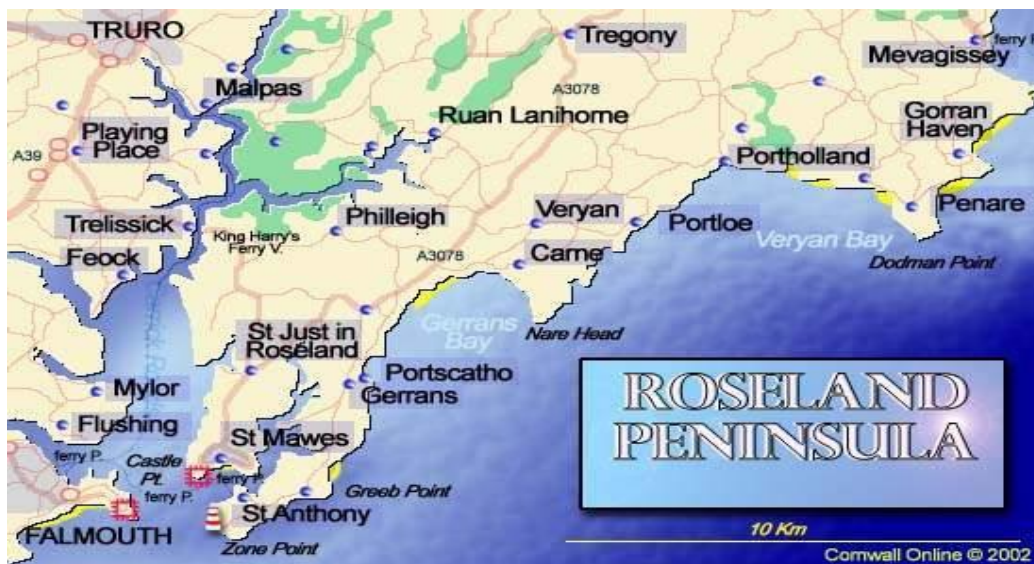 TRURO
Tregony
ferry P.
Mevagissey
Malpas
A3078
Ruan Lanihorne
Gorran
Haven
Playing
Place
A39
Portholland
Trelissick
Philleigh
Veryan
Portloe
Penare
King Harry's
Ferry V.
Veryan Bay
Feock
A3078
Carne
Dodman Point
Gerrans
Bay
Nare Head
St Just in
Roseland
Portscatho
Gerrans
Mylor
ROSELAND
PENINSULA
Flushing
St Mawes
ferry P.
Castle
Pt.
ferry P.
ferry P.
Greeb Point
St Anthony
FALMOUTH
Zone Point
10 Km
Cornwall Online © 2002